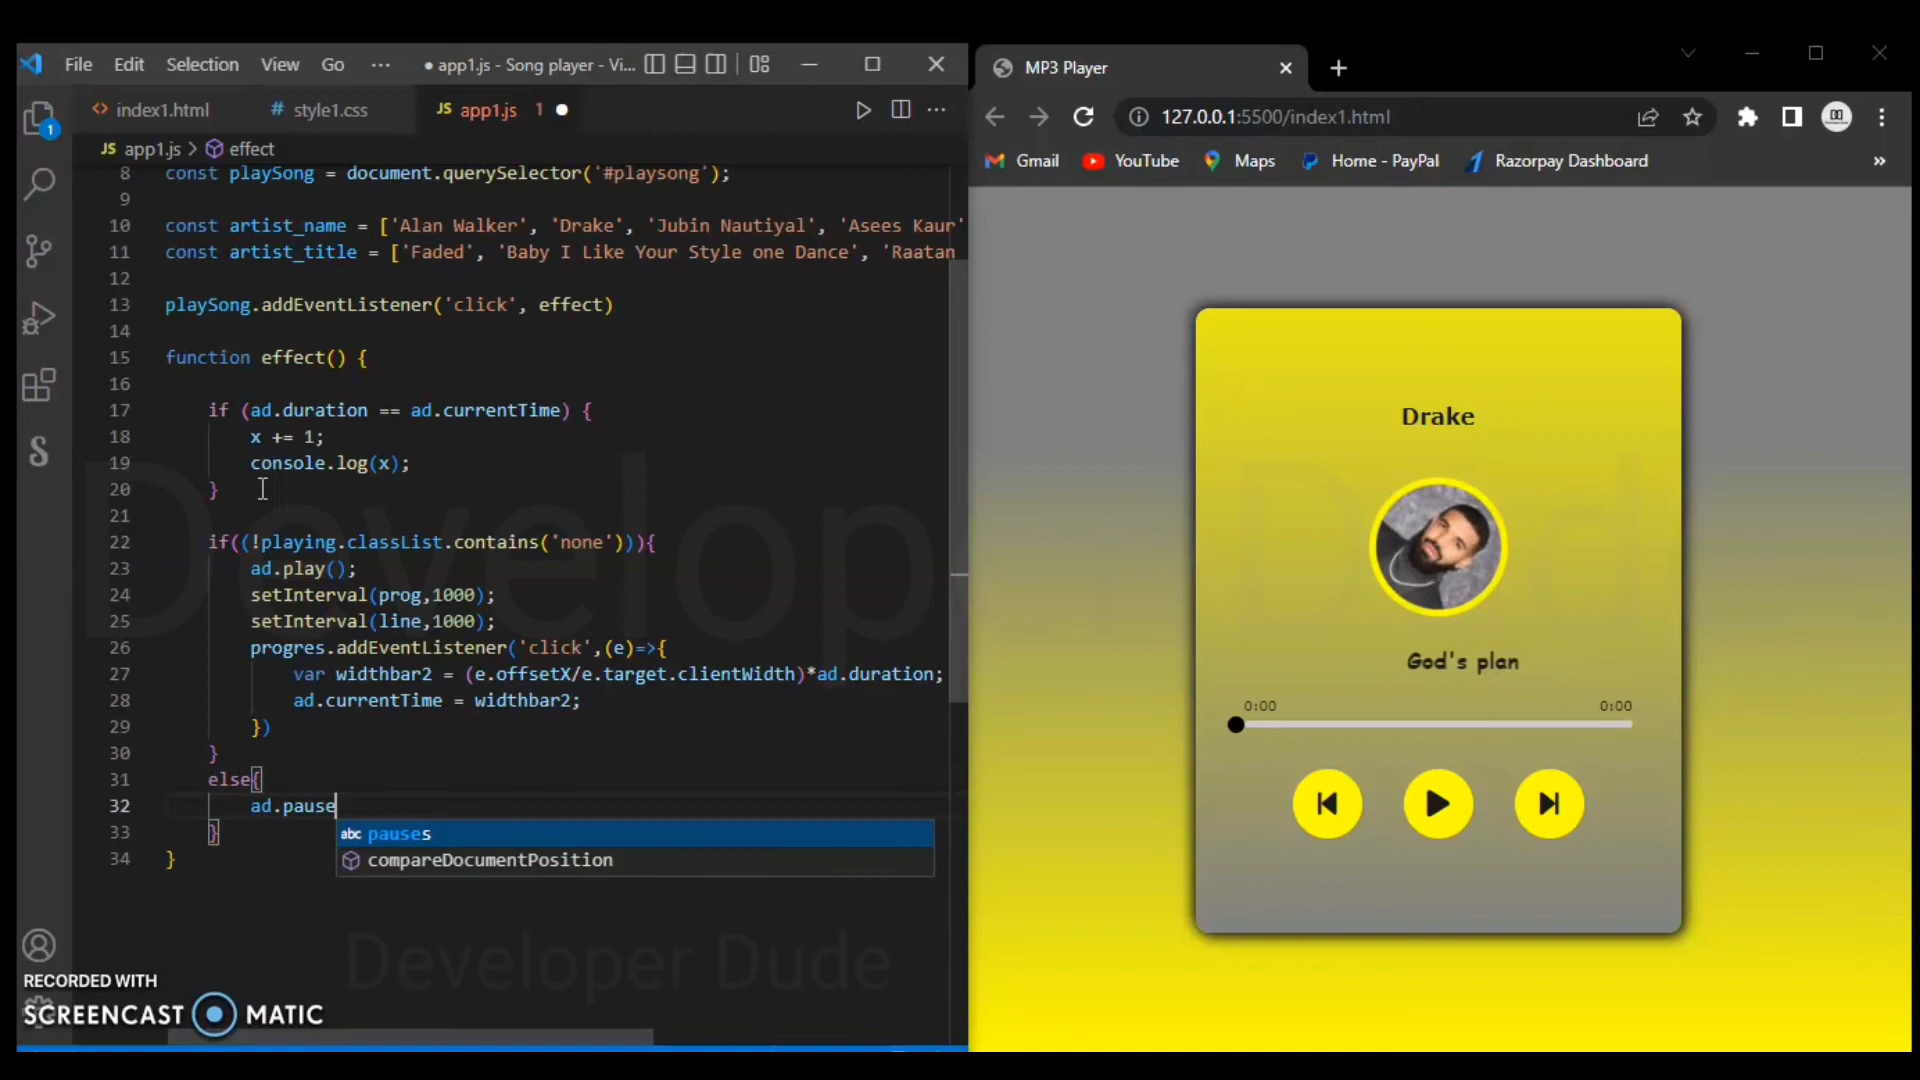 File Edit Selection View Go ··· ● app1.js - Song player - Vi...
index1.html # style1.css JS app1.js 1 ●
JS app1.js > effect
8 const playSong = document.querySelector('#playsong');
9
10 const artist_name = ['Alan Walker', 'Drake', 'Jubin Nautiyal', 'Asees Kaur'
11 const artist_title = ['Faded', 'Baby I Like Your Style one Dance', 'Raatan
12
13 playSong.addEventListener('click', effect)
14
15 function effect() {
16
17 if (ad.duration == ad.currentTime) {
18 x += 1;
19 console.log(x);
20 }
21
22 if((!playing.classList.contains('none'))){
23 ad.play();
24 setInterval(prog,1000);
25 setInterval(line,1000);
26 progres.addEventListener('click',(e)=>{
27 var widthbar2 = (e.offsetX/e.target.clientWidth)*ad.duration;
28 ad.currentTime = widthbar2;
29 })
30 }
31 else{
32 ad.pause
33 }
abc pauses
compareDocumentPosition
34 }
1
Developer Dude
Developer Dude
RECORDED WITH
SCREENCAST MATIC
MP3 Player
127.0.0.1:5500/index1.html
Gmail YouTube Maps Home - PayPal Razorpay Dashboard »
Drake
God's plan
0:00 0:00